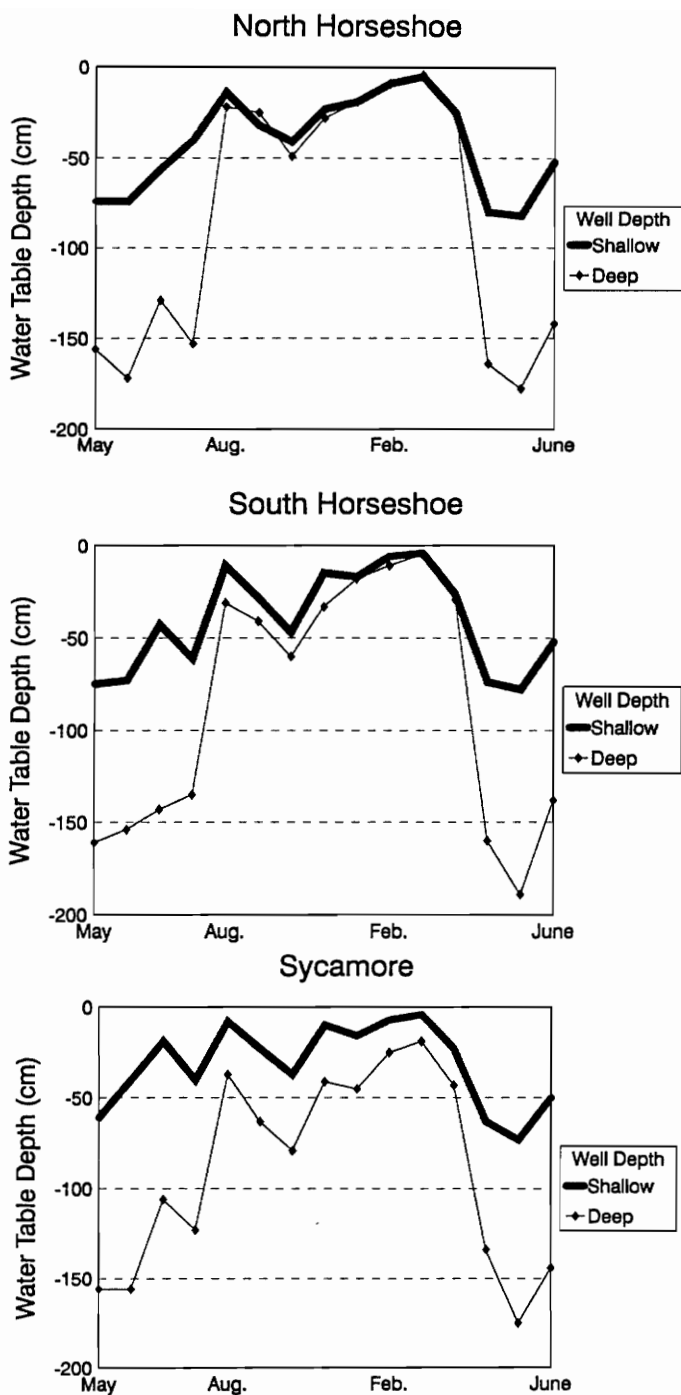 North Horseshoe
Water Table Depth (cm)
0
-50
-100
-150
-200
May Aug. Feb. June
Well Depth
Shallow
Deep
South Horseshoe
Water Table Depth (cm)
0
-50
-100
-150
-200
May Aug. Feb. June
Well Depth
Shallow
Deep
Sycamore
Water Table Depth (cm)
0
-50
-100
-150
-200
May Aug. Feb. June
Well Depth
Shallow
Deep